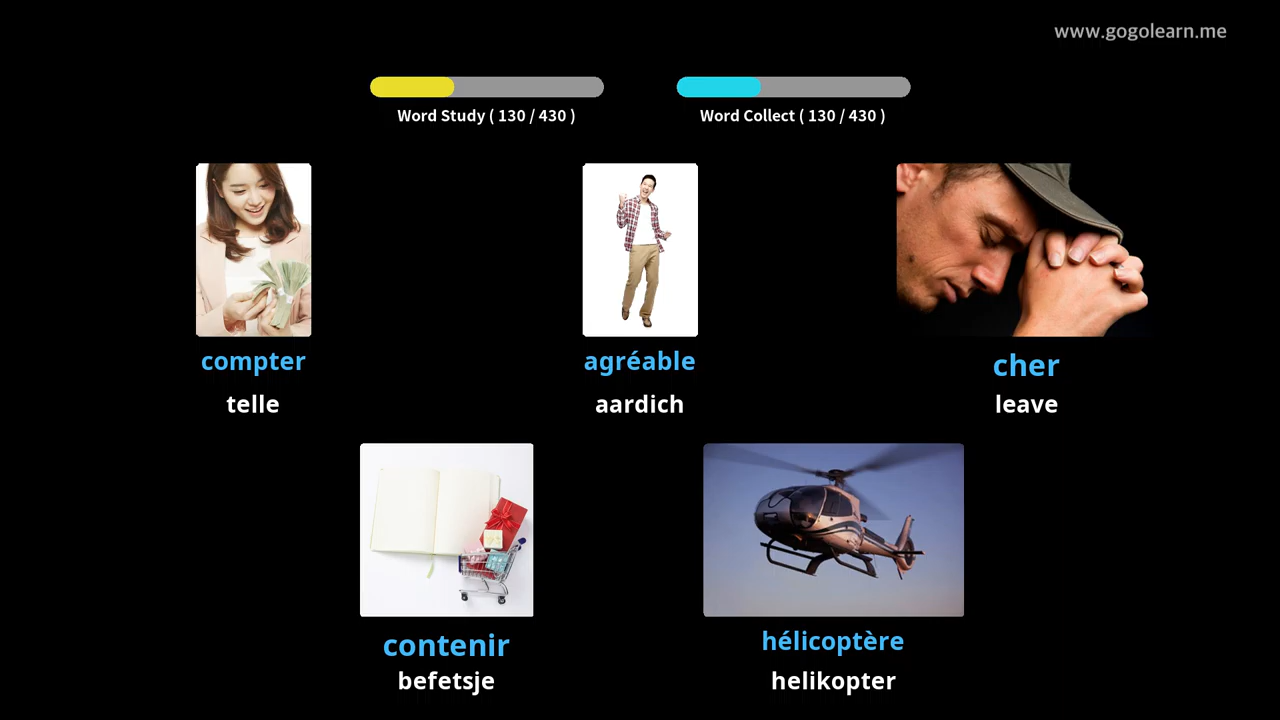 www.gogolearn.me
Word Study ( 130 / 430 )
Word Collect ( 130 / 430 )
compter
agréable
cher
telle
aardich
leave
contenir
hélicoptère
befetsje
helikopter